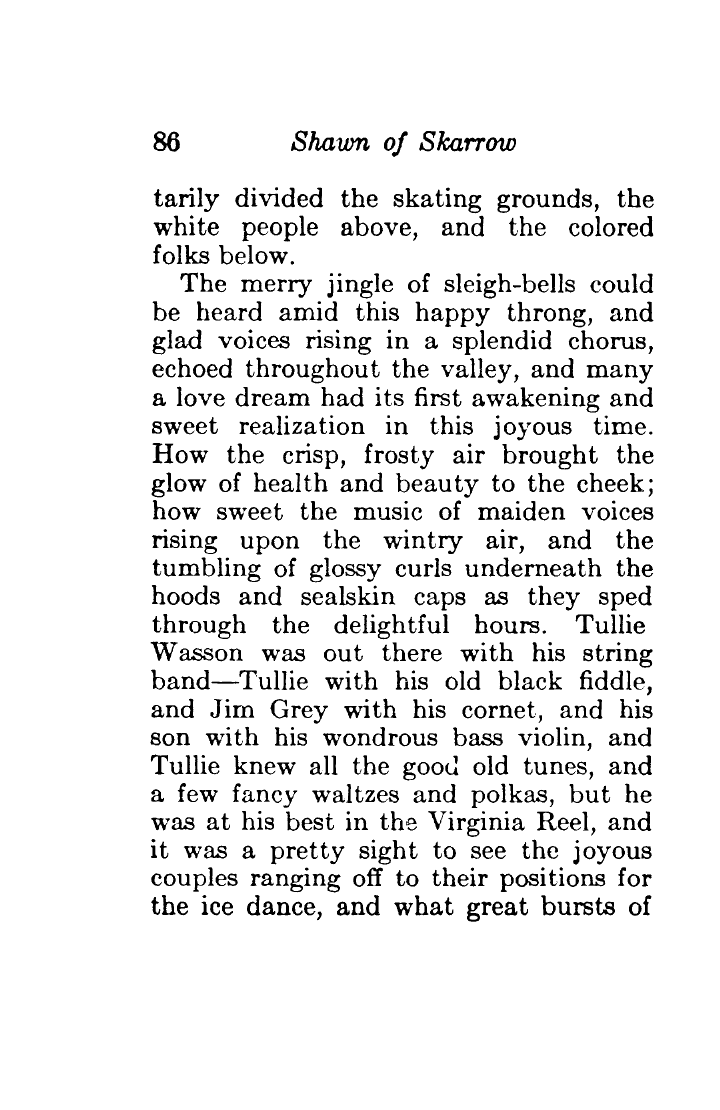 86 Shawn of Skarrow
tarily divided the skating grounds, the
white people above, and the colored
folks below.
The merry jingle of sleigh-bells could
be heard amid this happy throng, and
glad voices rising in a splendid chorus,
echoed throughout the valley, and many
a love dream had its first awakening and
sweet realization in this joyous time.
How the crisp, frosty air brought the
glow of health and beauty to the cheek;
how sweet the music of maiden voices
rising upon the wintry air, and the
tumbling of glossy curls underneath the
hoods and sealskin caps as they sped
through the delightful hours. Tullie
Wasson was out there with his string
band—Tullie with his old black fiddle,
and Jim Grey with his cornet, and his
son with his wondrous bass violin, and
Tullie knew all the good old tunes, and
a few fancy waltzes and polkas, but he
was at his best in the Virginia Reel, and
it was a pretty sight to see the joyous
couples ranging off to their positions for
the ice dance, and what great bursts of